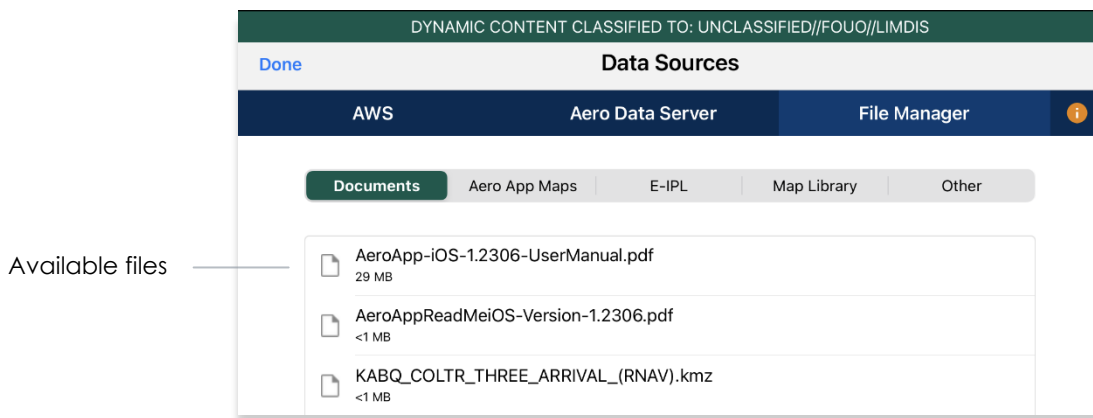 DYNAMIC CONTENT CLASSIFIED TO: UNCLASSIFIED//FOUO//LIMDIS
Done
Data Sources
AWS
Aero Data Server
File Manager
i
Documents
Aero App Maps
E-IPL
Map Library
Other
Available files
AeroApp-iOS-1.2306-UserManual.pdf
29 MB
AeroAppReadMeiOS-Version-1.2306.pdf
<1 MB
KABQ_COLTR_THREE_ARRIVAL_(RNAV).kmz
<1 MB